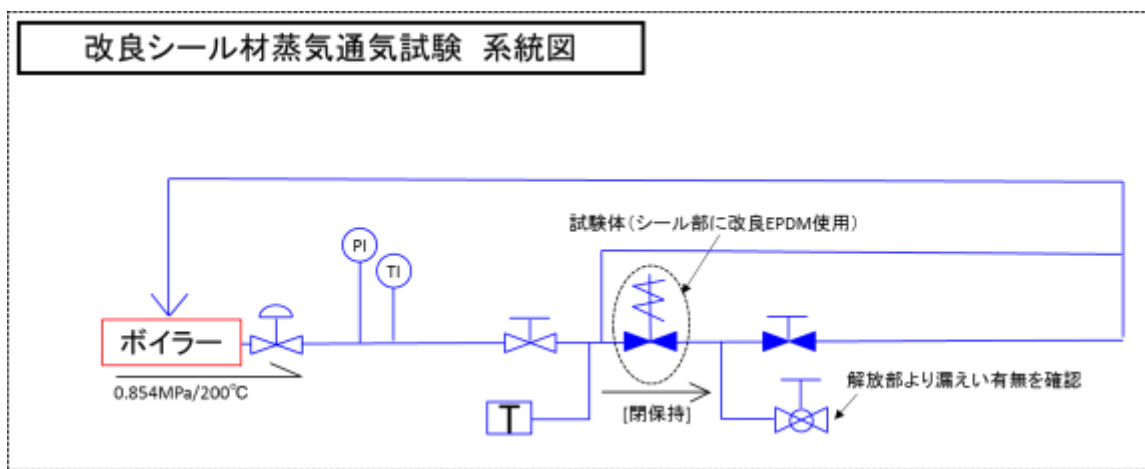 改良シール材蒸気通気試験 系統図
試験体(シール部に改良EPDM使用)
PI
TI
ボイラー
0.854MPa/200℃
解放部より漏えい有無を確認
[閉保持]
T